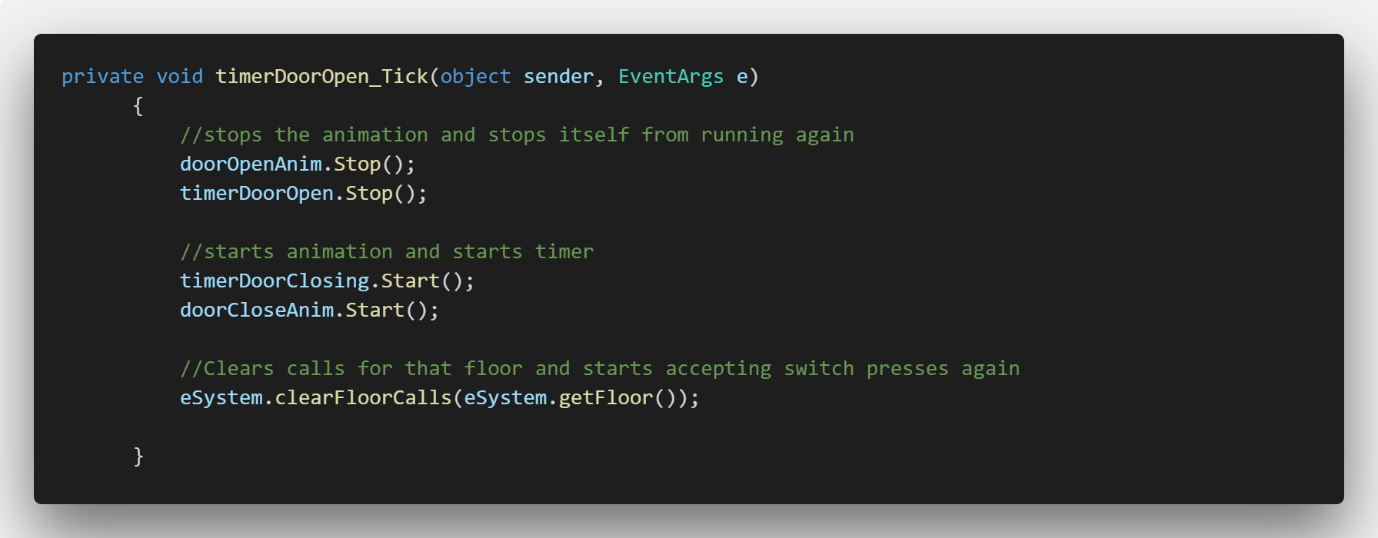 private void timerDoorOpen_Tick(object sender, EventArgs e)
{
//stops the animation and stops itself from running again
doorOpenAnim.Stop();
timerDoorOpen.Stop();
//starts animation and starts timer
timerDoorClosing.Start();
doorCloseAnim.Start();
//Clears calls for that floor and starts accepting switch presses again
eSystem.clearFloorCalls(eSystem.getFloor());
}